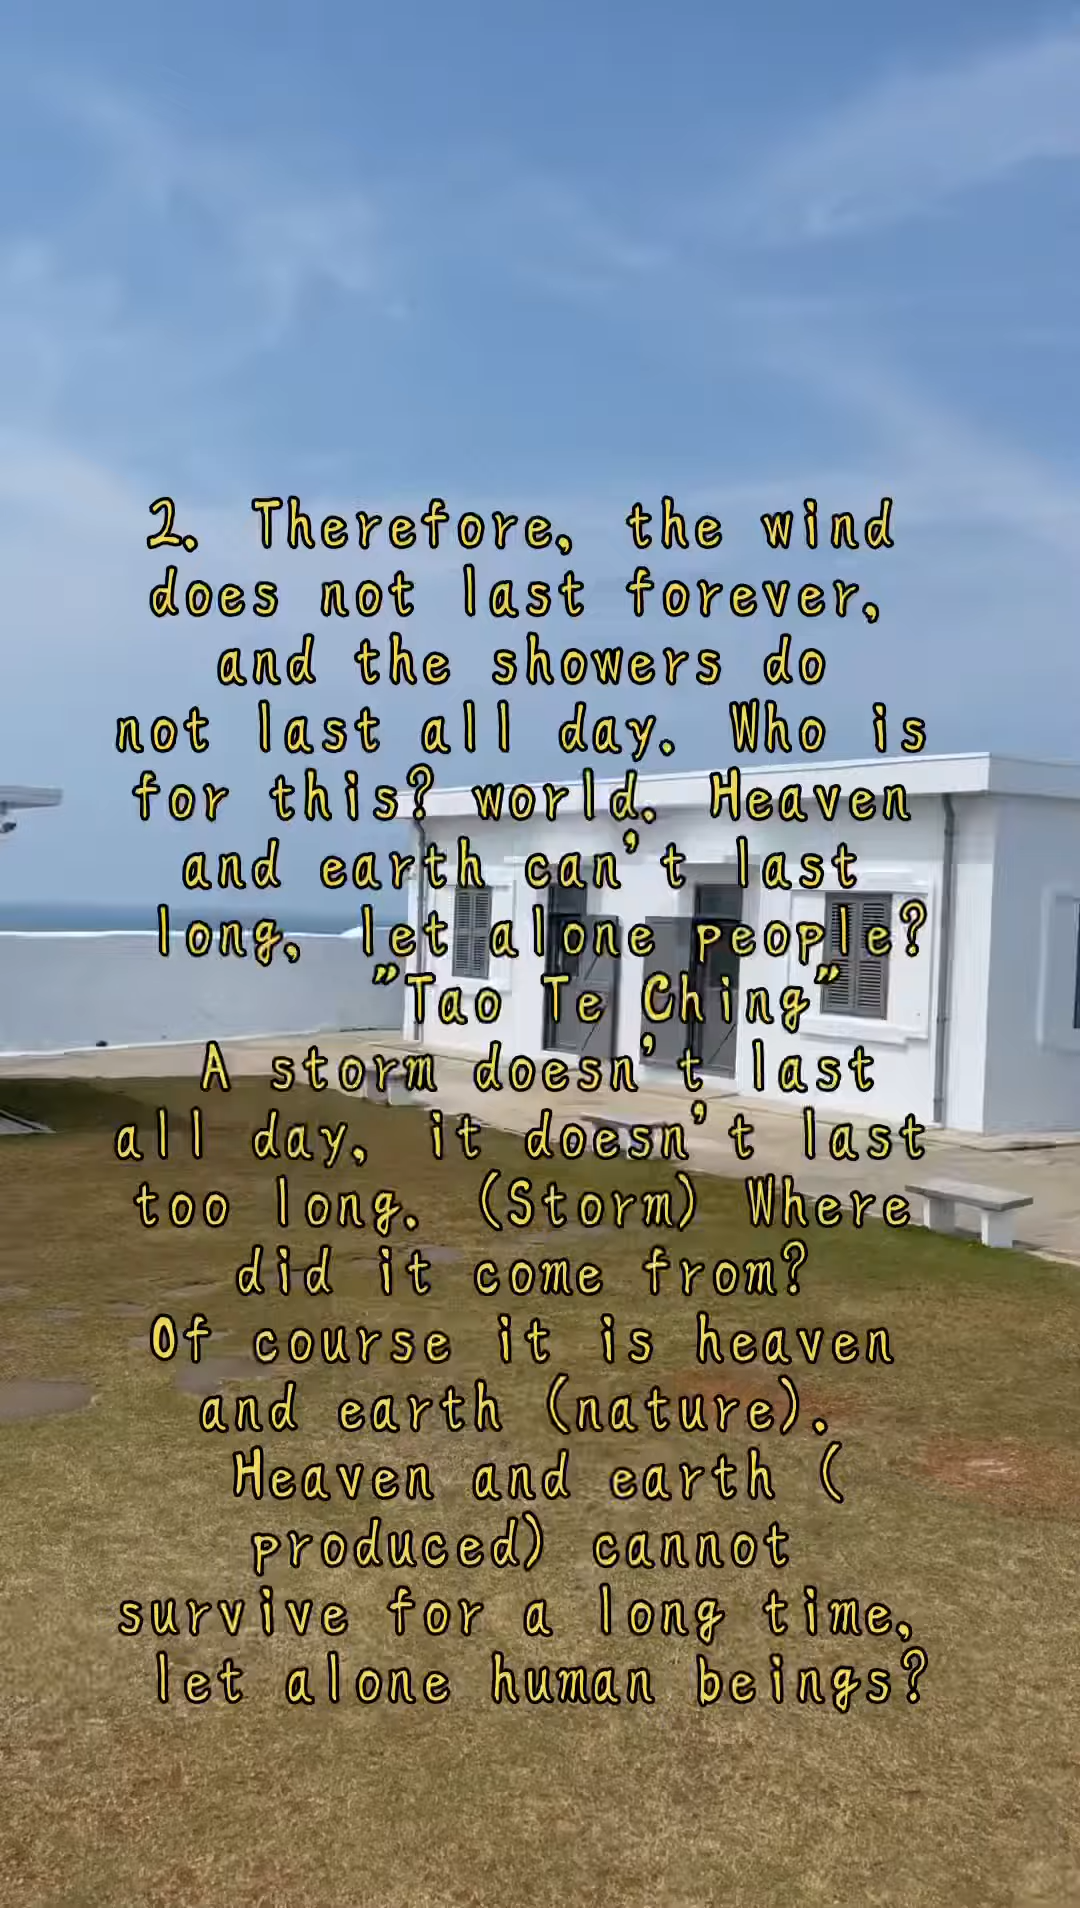 2. Therefore, the wind
does not last forever,
and the showers do
not last all day. Who is
for this? world. Heaven
and earth can't last
long, let alone people?
"Tao Te Ching"
A storm doesn't last
all day, it doesn't last
too long. (Storm) Where
did it come from?
Of course it is heaven
and earth (nature).
Heaven and earth (
produced) cannot
survive for a long time,
let alone human beings?